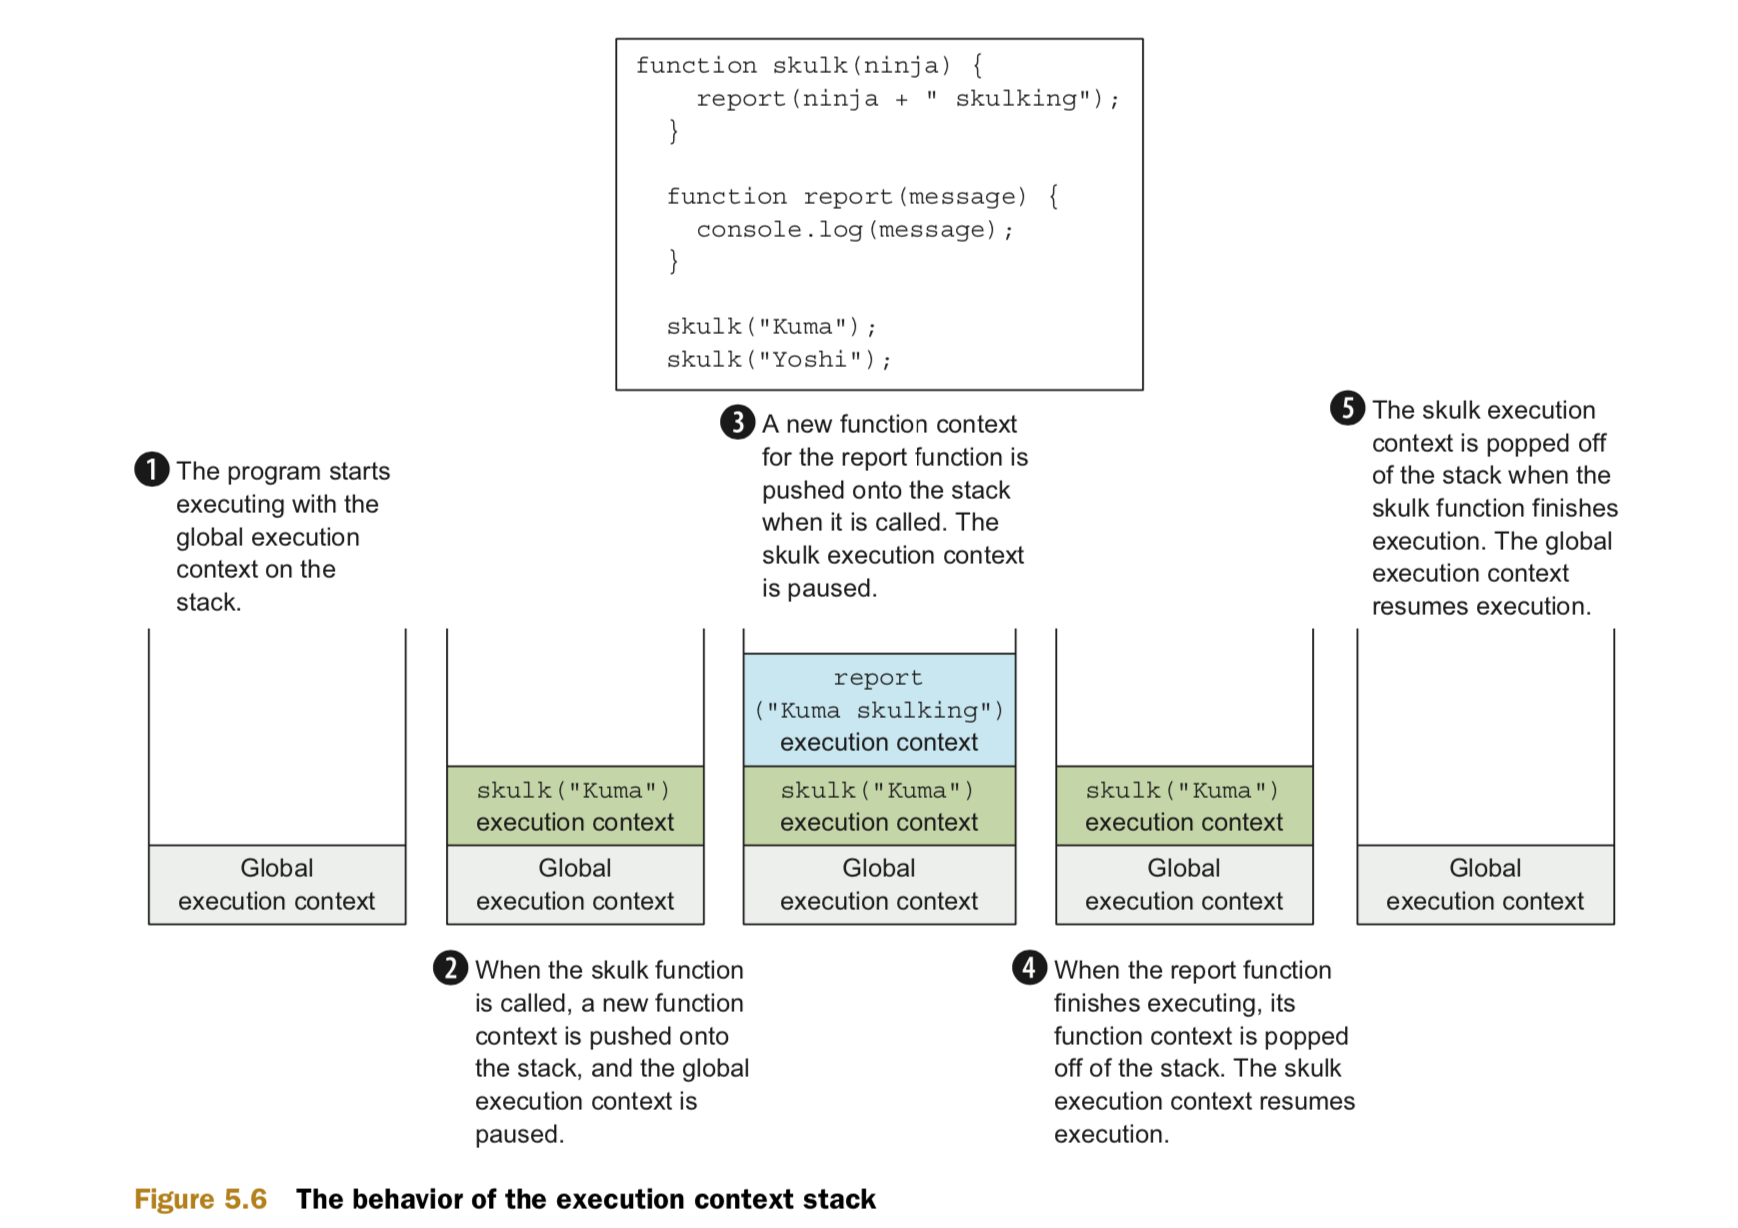 function skulk(ninja) {
report(ninja + " skulking");
}
function report(message) {
console.log(message);
}
skulk("Kuma");
skulk("Yoshi");
1 The program starts
executing with the
global execution
context on the
stack.
3 A new function context
for the report function is
pushed onto the stack
when it is called. The
skulk execution context
is paused.
5 The skulk execution
context is popped off
of the stack when the
skulk function finishes
execution. The global
execution context
resumes execution.
Global
execution context
skulk("Kuma")
execution context
Global
execution context
report
("Kuma skulking")
execution context
skulk("Kuma")
execution context
Global
execution context
skulk("Kuma")
execution context
Global
execution context
Global
execution context
2 When the skulk function
is called, a new function
context is pushed onto
the stack, and the global
execution context is
paused.
4 When the report function
finishes executing, its
function context is popped
off of the stack. The skulk
execution context resumes
execution.
Figure 5.6 The behavior of the execution context stack